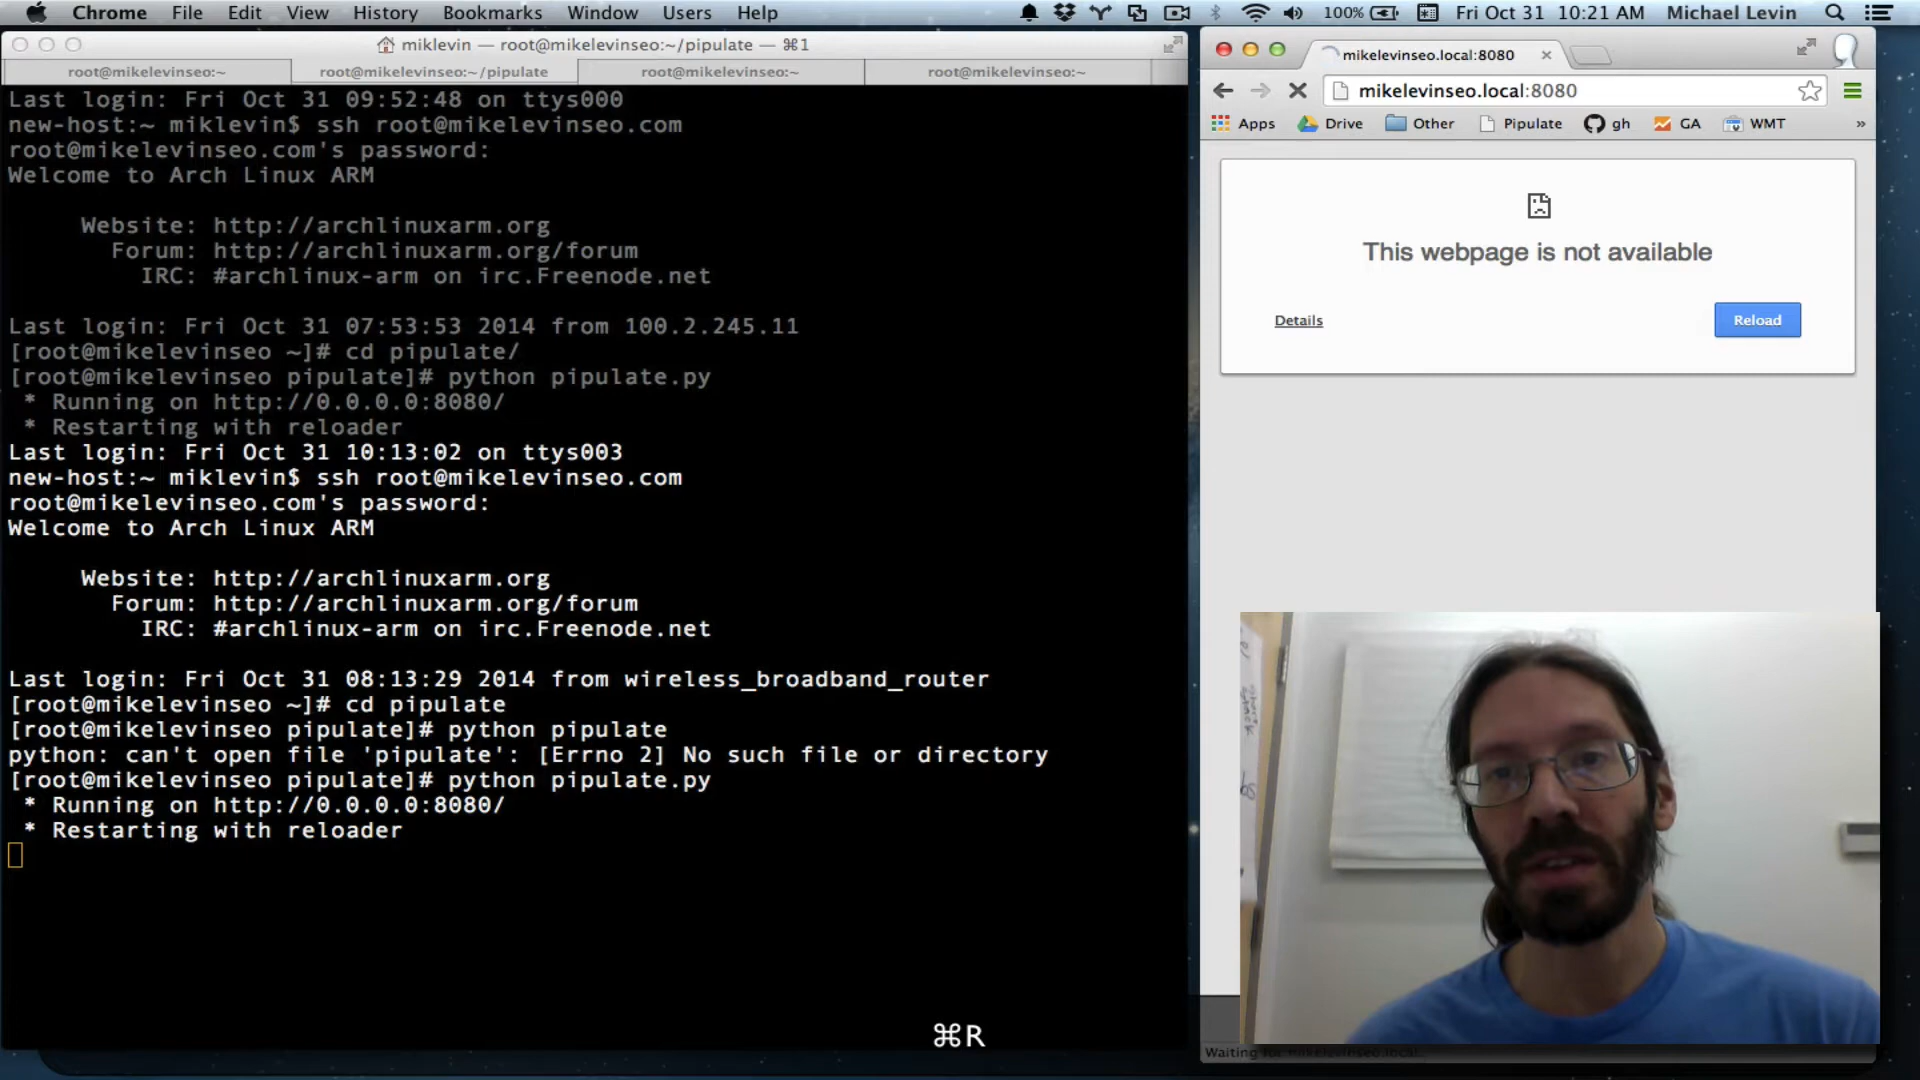 Chrome File Edit View History Bookmarks Window Users Help 100% Fri Oct 31 10:21 AM Michael Levin
miklevin — root@mikelevinseo:~/pipulate — ⌘1
root@mikelevinseo:~ root@mikelevinseo:~/pipulate root@mikelevinseo:~ root@mikelevinseo:~
Last login: Fri Oct 31 09:52:48 on ttys000
new-host:~ miklevin$ ssh root@mikelevinseo.com
root@mikelevinseo.com's password:
Welcome to Arch Linux ARM
Website: http://archlinuxarm.org
Forum: http://archlinuxarm.org/forum
IRC: #archlinux-arm on irc.Freenode.net
Last login: Fri Oct 31 07:53:53 2014 from 100.2.245.11
[root@mikelevinseo ~]# cd pipulate/
[root@mikelevinseo pipulate]# python pipulate.py
* Running on http://0.0.0.0:8080/
* Restarting with reloader
Last login: Fri Oct 31 10:13:02 on ttys003
new-host:~ miklevin$ ssh root@mikelevinseo.com
root@mikelevinseo.com's password:
Welcome to Arch Linux ARM
Website: http://archlinuxarm.org
Forum: http://archlinuxarm.org/forum
IRC: #archlinux-arm on irc.Freenode.net
Last login: Fri Oct 31 08:13:29 2014 from wireless_broadband_router
[root@mikelevinseo ~]# cd pipulate
[root@mikelevinseo pipulate]# python pipulate
python: can't open file 'pipulate': [Errno 2] No such file or directory
[root@mikelevinseo pipulate]# python pipulate.py
* Running on http://0.0.0.0:8080/
* Restarting with reloader
⌘R
mikelevinseo.local:8080
mikelevinseo.local:8080
Apps Drive Other Pipulate gh GA WMT »
This webpage is not available
Details Reload
Waiting for mikelevinseo.local...